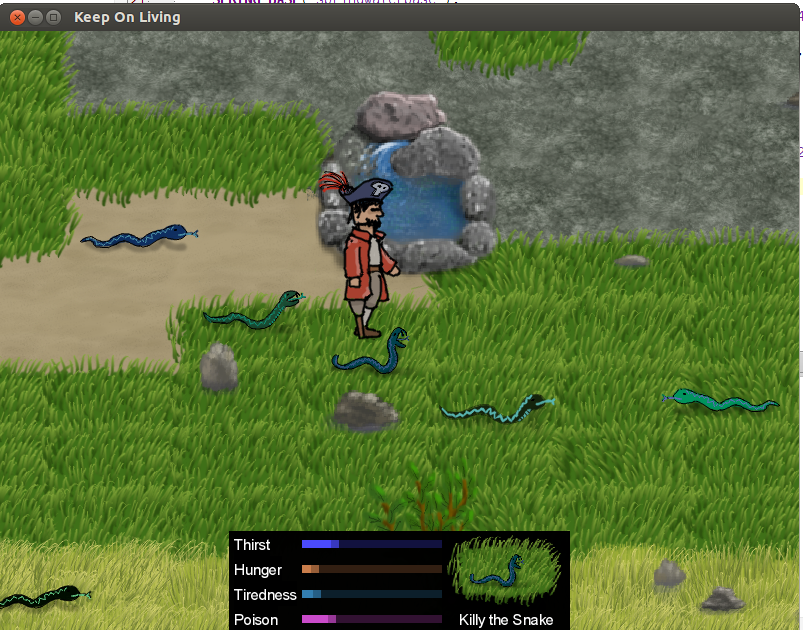 Keep On Living
Thirst
Hunger
Tiredness
Poison
Killy the Snake